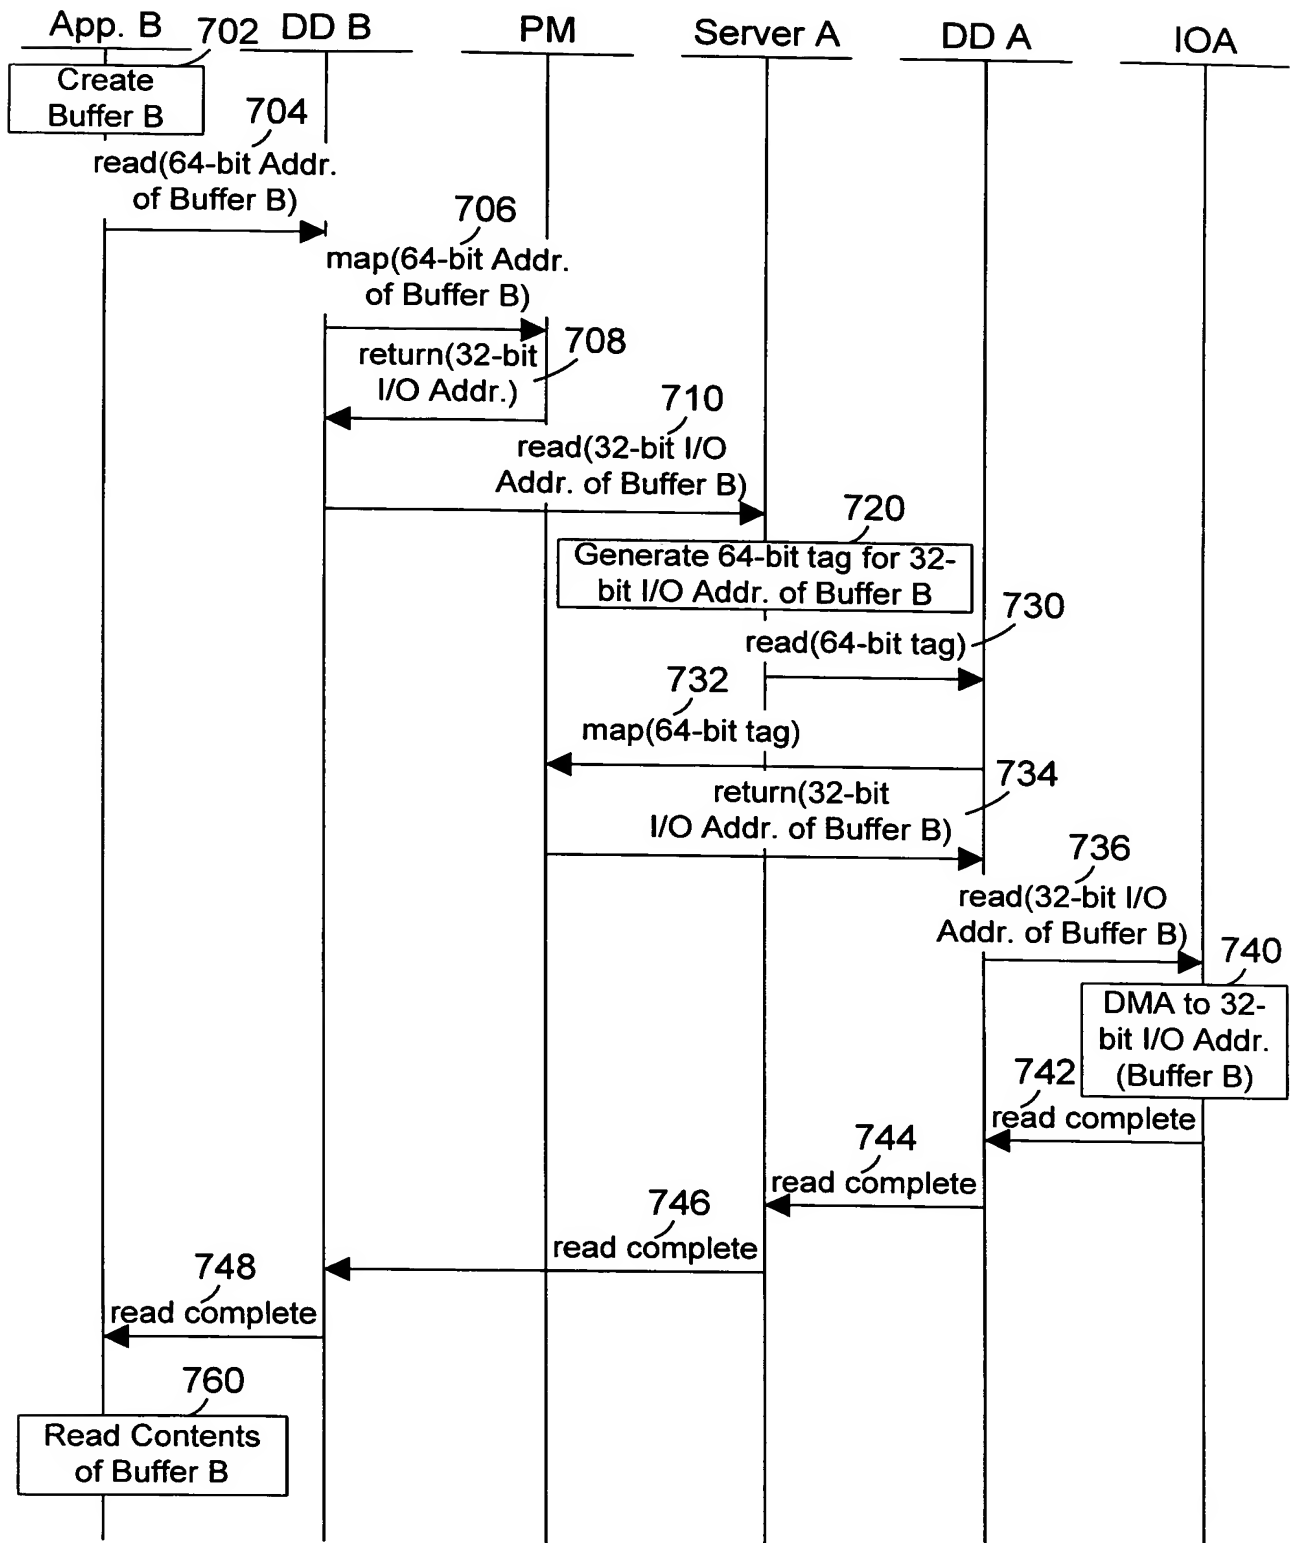 App. B 702 DD B PM Server A DD A IOA
Create
Buffer B
704
read(64-bit Addr.
of Buffer B)
706
map(64-bit Addr.
of Buffer B)
708
return(32-bit
I/O Addr.)
710
read(32-bit I/O
Addr. of Buffer B)
720
Generate 64-bit tag for 32-
bit I/O Addr. of Buffer B
730
read(64-bit tag)
732
map(64-bit tag)
734
return(32-bit
I/O Addr. of Buffer B)
736
read(32-bit I/O
Addr. of Buffer B)
740
DMA to 32-
bit I/O Addr.
(Buffer B)
742
read complete
744
read complete
746
read complete
748
read complete
760
Read Contents
of Buffer B